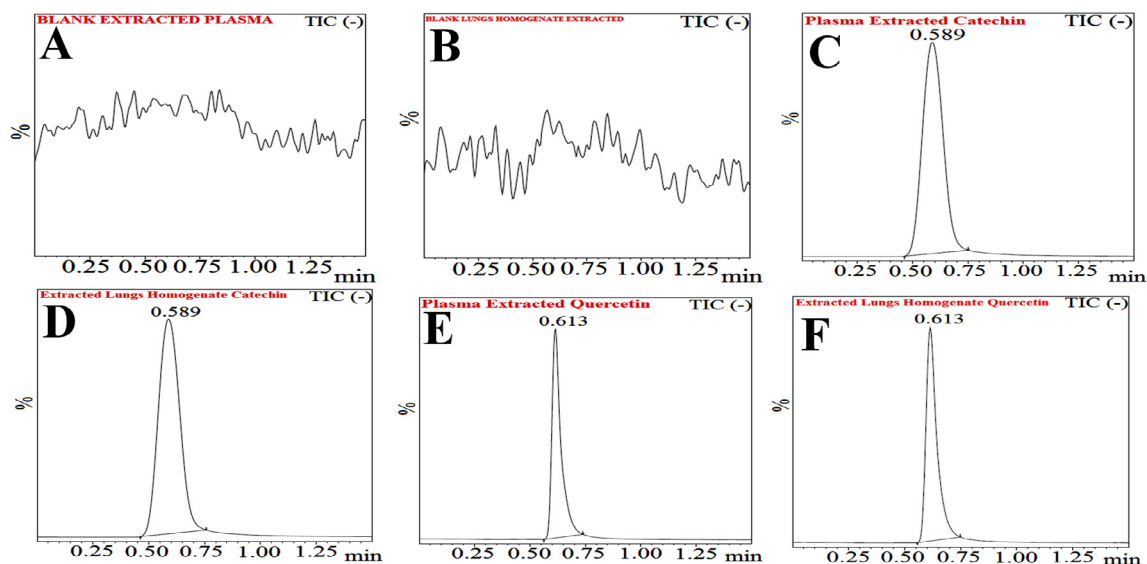 BLANK EXTRACTED PLASMA TIC (-)
A
%
0.25 0.50 0.75 1.00 1.25 min
BLANK LUNGS HOMOGENATE EXTRACTED TIC (-)
B
%
0.25 0.50 0.75 1.00 1.25 min
Plasma Extracted Catechin TIC (-)
C 0.589
%
0.25 0.50 0.75 1.00 1.25 min
Extracted Lungs Homogenate Catechin TIC (-)
D 0.589
%
0.25 0.50 0.75 1.00 1.25 min
Plasma Extracted Quercetin TIC (-)
E 0.613
%
0.25 0.50 0.75 1.00 1.25 min
Extracted Lungs Homogenate Quercetin TIC (-)
F 0.613
%
0.25 0.50 0.75 1.00 1.25 min